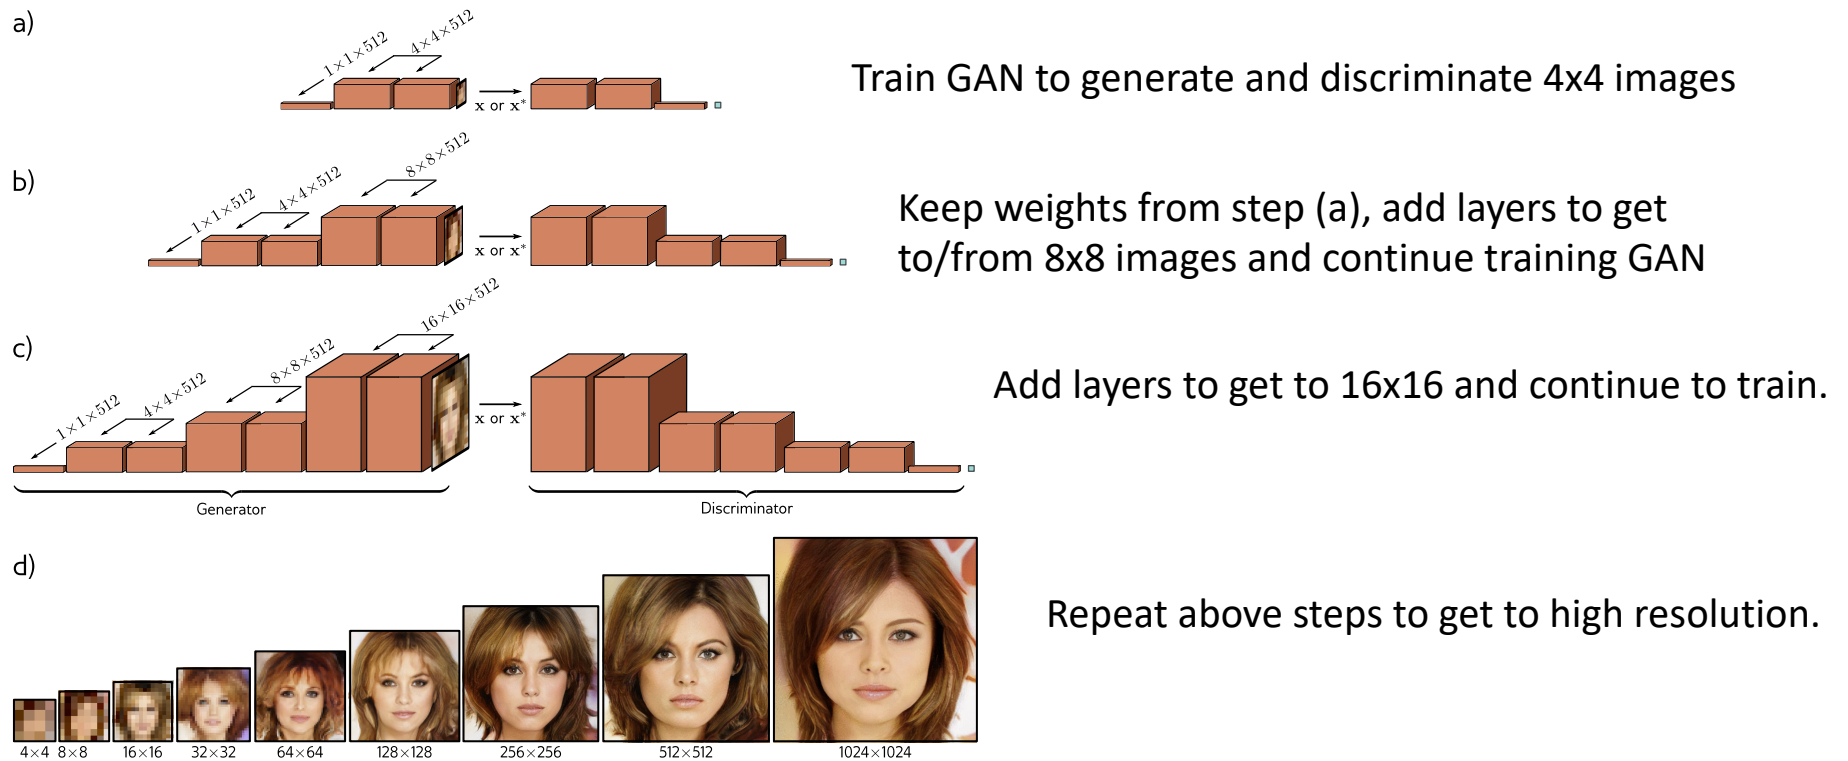 a)
1×1×512
4×4×512
x or x*
Train GAN to generate and discriminate 4x4 images
b)
1×1×512
4×4×512
8×8×512
x or x*
Keep weights from step (a), add layers to get
to/from 8x8 images and continue training GAN
c)
1×1×512
4×4×512
8×8×512
16×16×512
x or x*
Add layers to get to 16x16 and continue to train.
Generator
Discriminator
d)
Repeat above steps to get to high resolution.
4×4
8×8
16×16
32×32
64×64
128×128
256×256
512×512
1024×1024